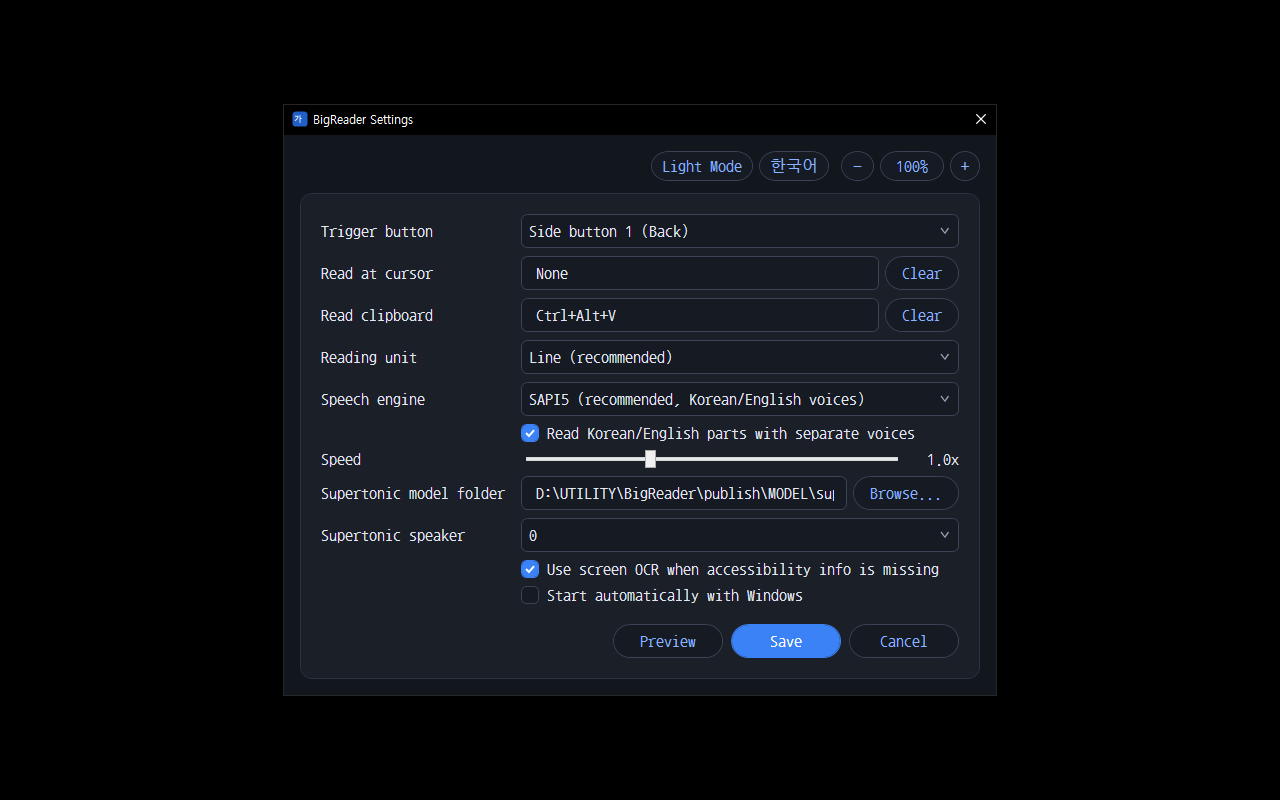 가 BigReader Settings
Light Mode 한국어 − 100% +
Trigger button Side button 1 (Back)
Read at cursor None Clear
Read clipboard Ctrl+Alt+V Clear
Reading unit Line (recommended)
Speech engine SAPI5 (recommended, Korean/English voices)
Read Korean/English parts with separate voices
Speed 1.0x
Supertonic model folder D:\UTILITY\BigReader\publish\MODEL\sup Browse...
Supertonic speaker 0
Use screen OCR when accessibility info is missing
Start automatically with Windows
Preview Save Cancel